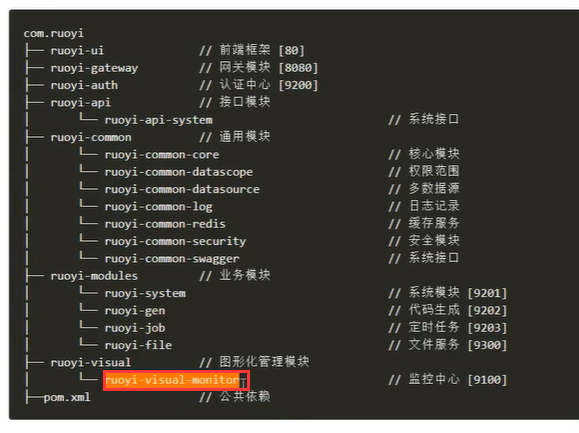 com.ruoyi
├── ruoyi-ui // 前端框架 [80]
├── ruoyi-gateway // 网关模块 [8080]
├── ruoyi-auth // 认证中心 [9200]
├── ruoyi-api // 接口模块
│ └── ruoyi-api-system // 系统接口
├── ruoyi-common // 通用模块
│ └── ruoyi-common-core // 核心模块
│ └── ruoyi-common-datascope // 权限范围
│ └── ruoyi-common-datasource // 多数据源
│ └── ruoyi-common-log // 日志记录
│ └── ruoyi-common-redis // 缓存服务
│ └── ruoyi-common-security // 安全模块
│ └── ruoyi-common-swagger // 系统接口
├── ruoyi-modules // 业务模块
│ └── ruoyi-system // 系统模块 [9201]
│ └── ruoyi-gen // 代码生成 [9202]
│ └── ruoyi-job // 定时任务 [9203]
│ └── ruoyi-file // 文件服务 [9300]
├── ruoyi-visual // 图形化管理模块
│ └── ruoyi-visual-monitor // 监控中心 [9100]
├──pom.xml // 公共依赖